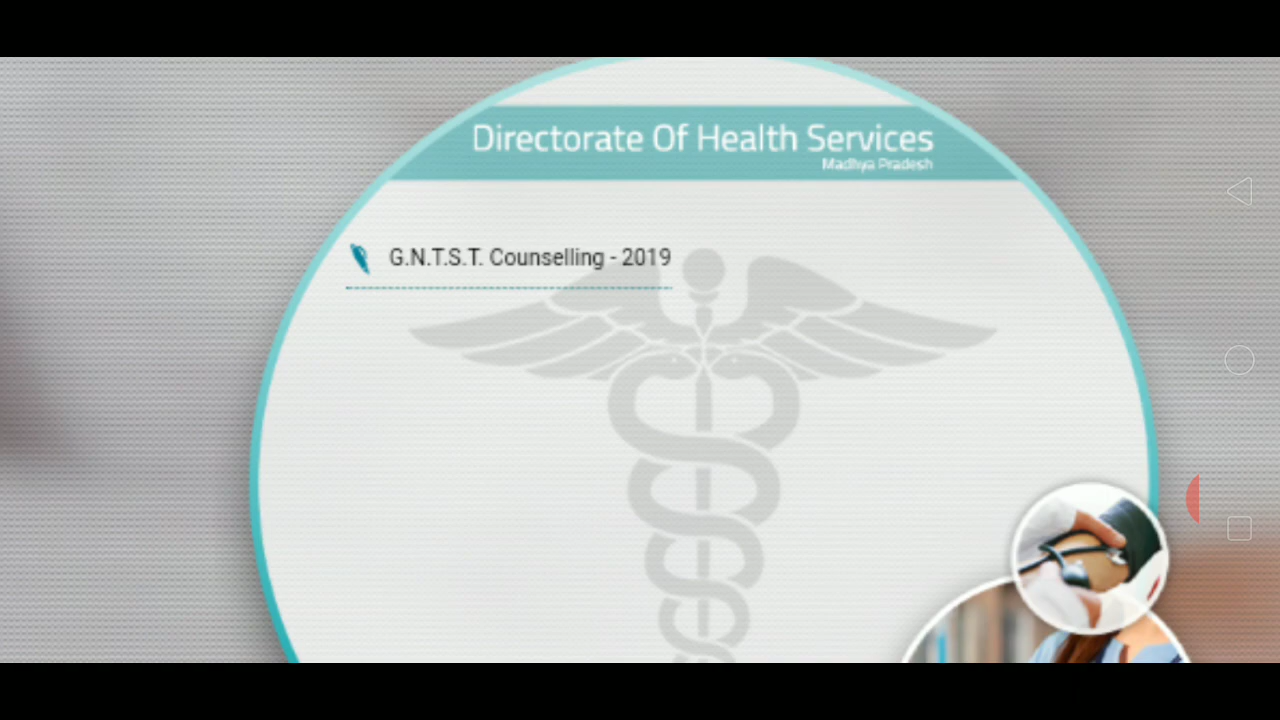 Directorate Of Health Services
Madhya Pradesh
G.N.T.S.T. Counselling - 2019